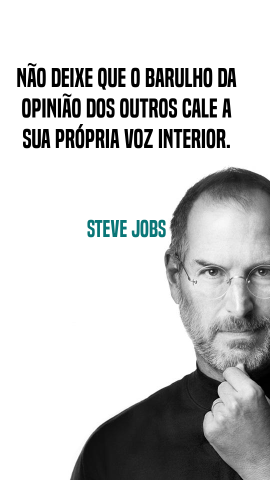 NÃO DEIXE QUE O BARULHO DA
OPINIÃO DOS OUTROS CALE A
SUA PRÓPRIA VOZ INTERIOR.
STEVE JOBS